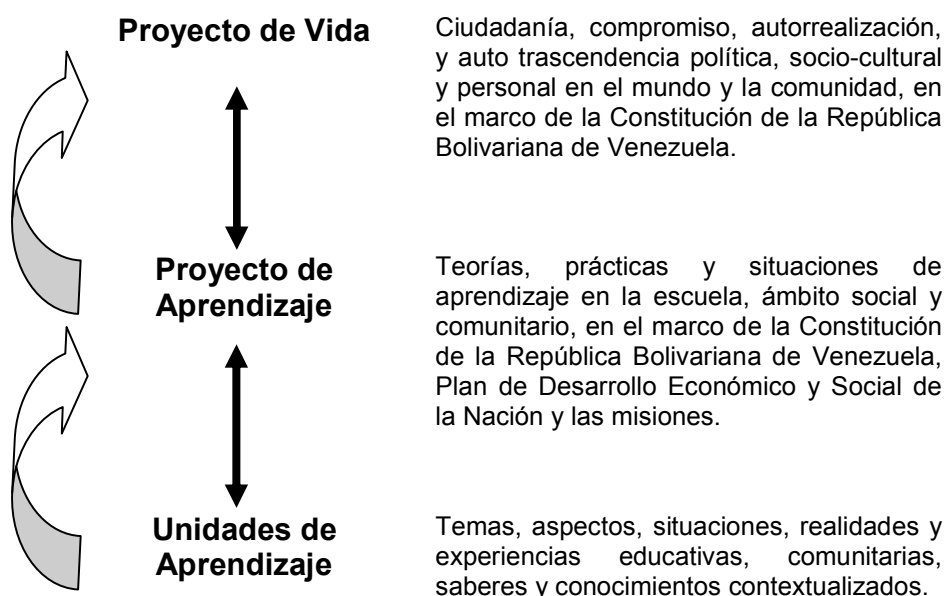 Proyecto de Vida
Ciudadanía, compromiso, autorrealización,
y auto trascendencia política, socio-cultural
y personal en el mundo y la comunidad, en
el marco de la Constitución de la República
Bolivariana de Venezuela.
Proyecto de
Aprendizaje
Teorías, prácticas y situaciones de
aprendizaje en la escuela, ámbito social y
comunitario, en el marco de la Constitución
de la República Bolivariana de Venezuela,
Plan de Desarrollo Económico y Social de
la Nación y las misiones.
Unidades de
Aprendizaje
Temas, aspectos, situaciones, realidades y
experiencias educativas, comunitarias,
saberes y conocimientos contextualizados.